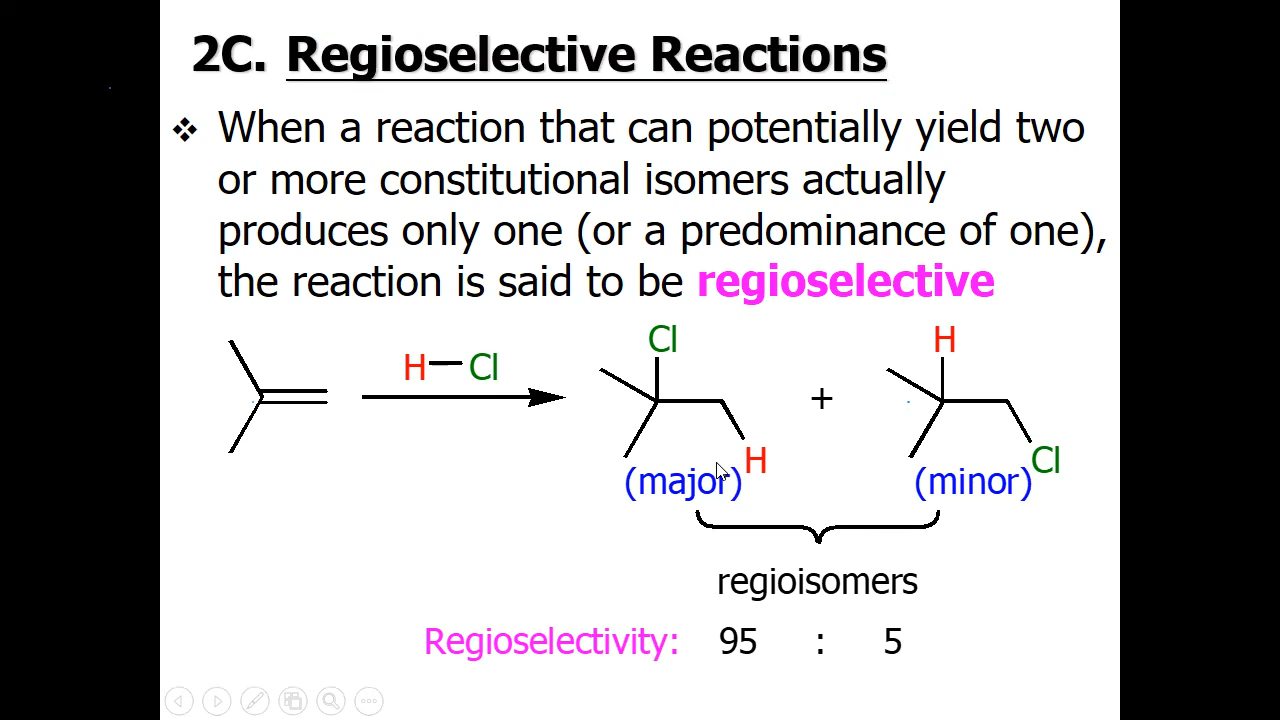 2C. Regioselective Reactions
❖ When a reaction that can potentially yield two
or more constitutional isomers actually
produces only one (or a predominance of one),
the reaction is said to be regioselective
Cl H
H Cl
+
H Cl
(major) (minor)
regioisomers
Regioselectivity: 95 : 5